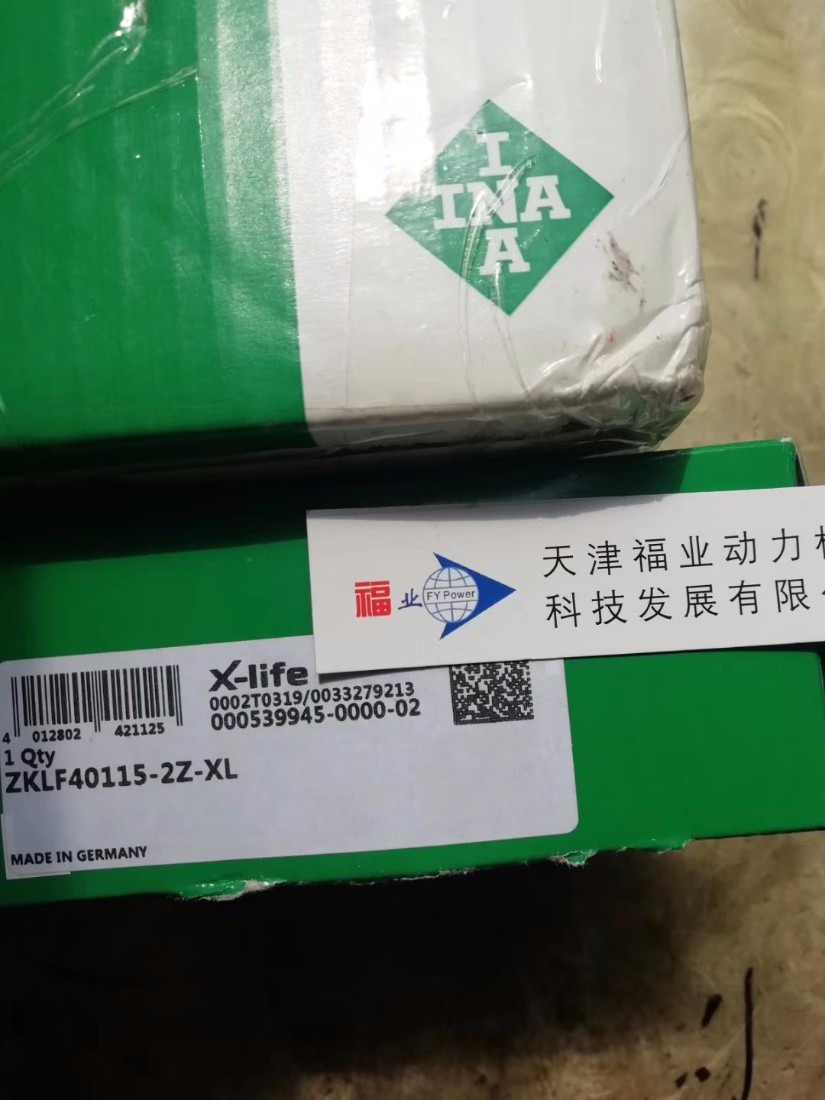 I
INA
A
天津福业动力
科技发展有限
福业
FY Power
X-life
0002T0319/0033279213
000539945-0000-02
4 012802 421125
1 Qty
ZKLF40115-2Z-XL
MADE IN GERMANY